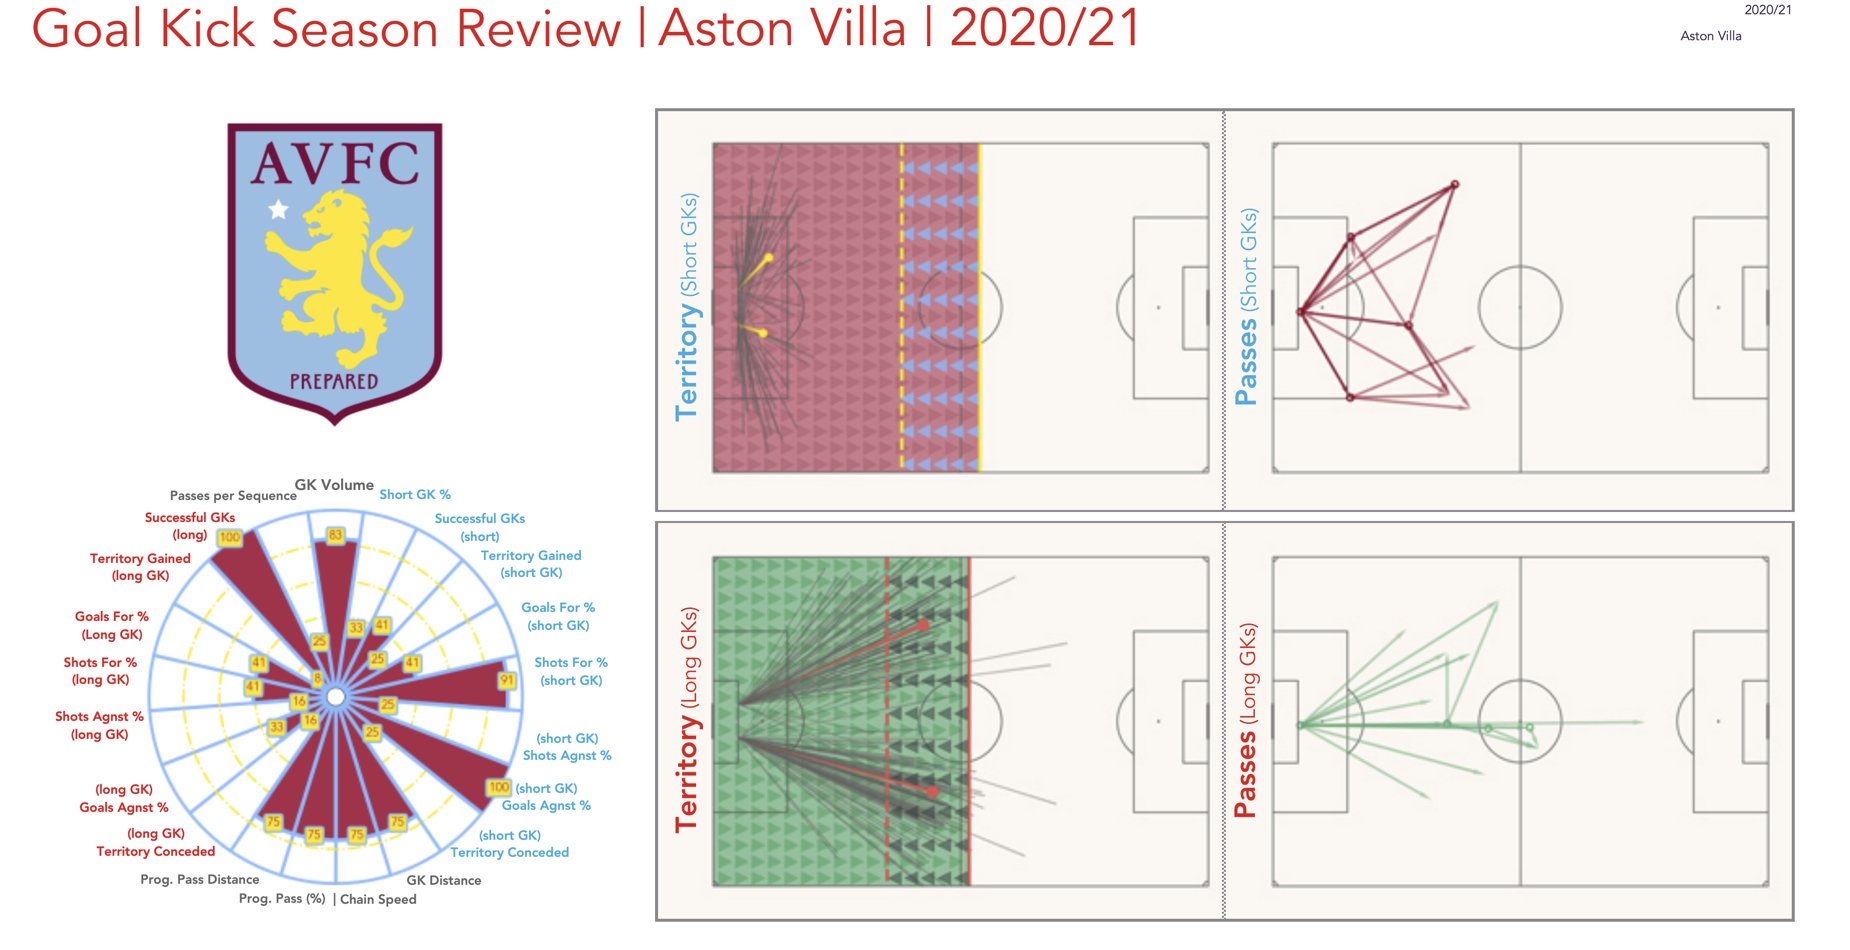 Goal Kick Season Review | Aston Villa | 2020/21
2020/21
Aston Villa
AVFC
PREPARED
GK Volume
Passes per Sequence
Short GK %
Successful GKs
(long)
Successful GKs
(short)
Territory Gained
(long GK)
Territory Gained
(short GK)
Goals For %
(Long GK)
Goals For %
(short GK)
Shots For %
(long GK)
Shots For %
(short GK)
Shots Agnst %
(long GK)
(short GK)
Shots Agnst %
(long GK)
Goals Agnst %
(short GK)
Goals Agnst %
(long GK)
Territory Conceded
(short GK)
Territory Conceded
Prog. Pass Distance
GK Distance
Prog. Pass (%) | Chain Speed
83
100
25
33
41
25
41
91
25
25
100
75
75
75
75
16
33
16
41
41
8
Territory (Short GKs)
Passes (Short GKs)
Territory (Long GKs)
Passes (Long GKs)